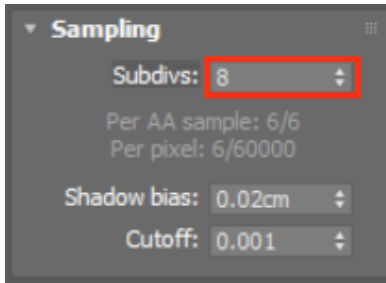 Sampling
Subdivs: 8
Per AA sample: 6/6
Per pixel: 6/60000
Shadow bias: 0.02cm
Cutoff: 0.001